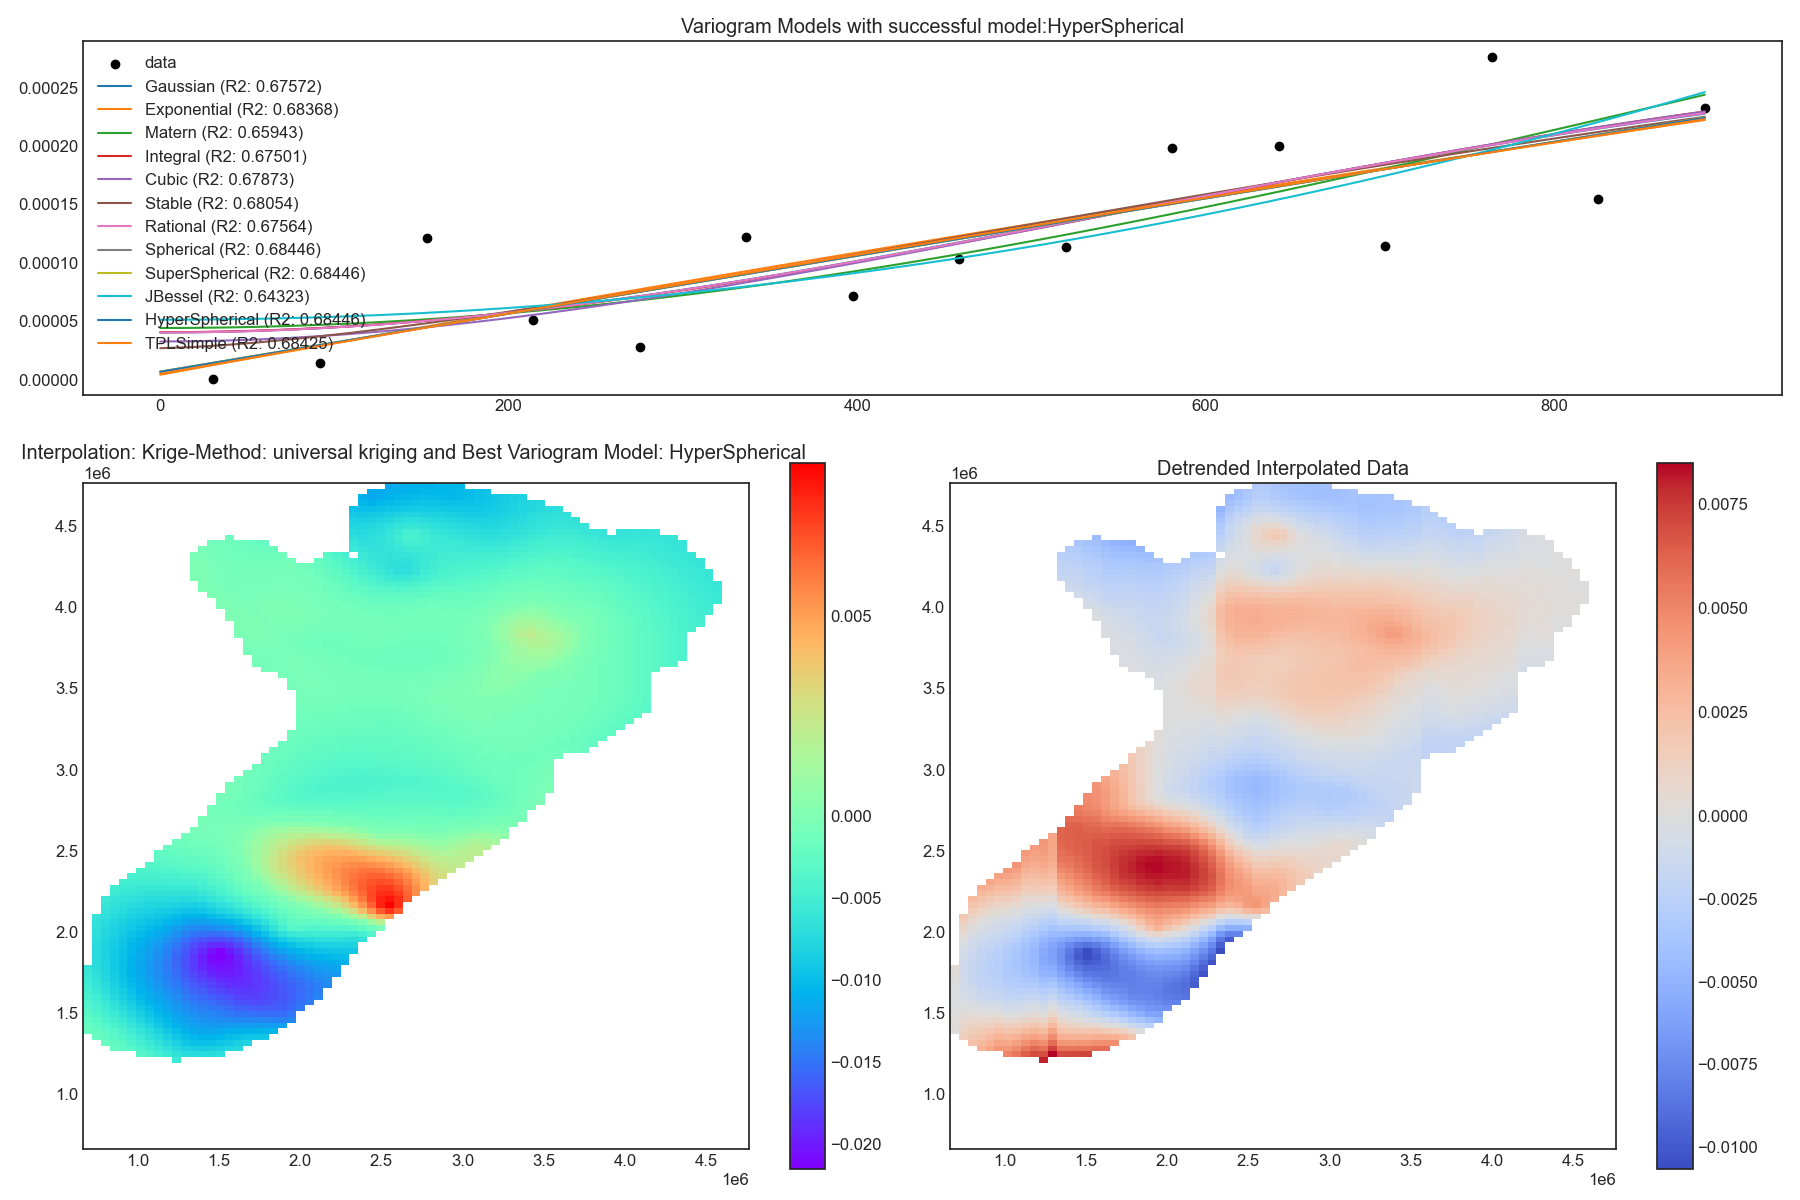 Variogram Models with successful model:HyperSpherical
data
Gaussian (R2: 0.67572)
Exponential (R2: 0.68368)
Matern (R2: 0.65943)
Integral (R2: 0.67501)
Cubic (R2: 0.67873)
Stable (R2: 0.68054)
Rational (R2: 0.67564)
Spherical (R2: 0.68446)
SuperSpherical (R2: 0.68446)
JBessel (R2: 0.64323)
HyperSpherical (R2: 0.68446)
TPLSimple (R2: 0.68425)
0.00025
0.00020
0.00015
0.00010
0.00005
0.00000
0 200 400 600 800
Interpolation: Krige-Method: universal kriging and Best Variogram Model: HyperSpherical
1e6
4.5
4.0
3.5
3.0
2.5
2.0
1.5
1.0
1.0 1.5 2.0 2.5 3.0 3.5 4.0 4.5
1e6
0.005
0.000
−0.005
−0.010
−0.015
−0.020
Detrended Interpolated Data
1e6
4.5
4.0
3.5
3.0
2.5
2.0
1.5
1.0
1.0 1.5 2.0 2.5 3.0 3.5 4.0 4.5
1e6
0.0075
0.0050
0.0025
0.0000
−0.0025
−0.0050
−0.0075
−0.0100